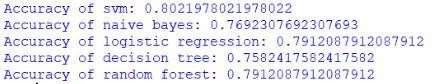 Accuracy of svm: 0.8021978021978022
Accuracy of naive bayes: 0.7692307692307693
Accuracy of logistic regression: 0.7912087912087912
Accuracy of decision tree: 0.7582417582417582
Accuracy of random forest: 0.7912087912087912